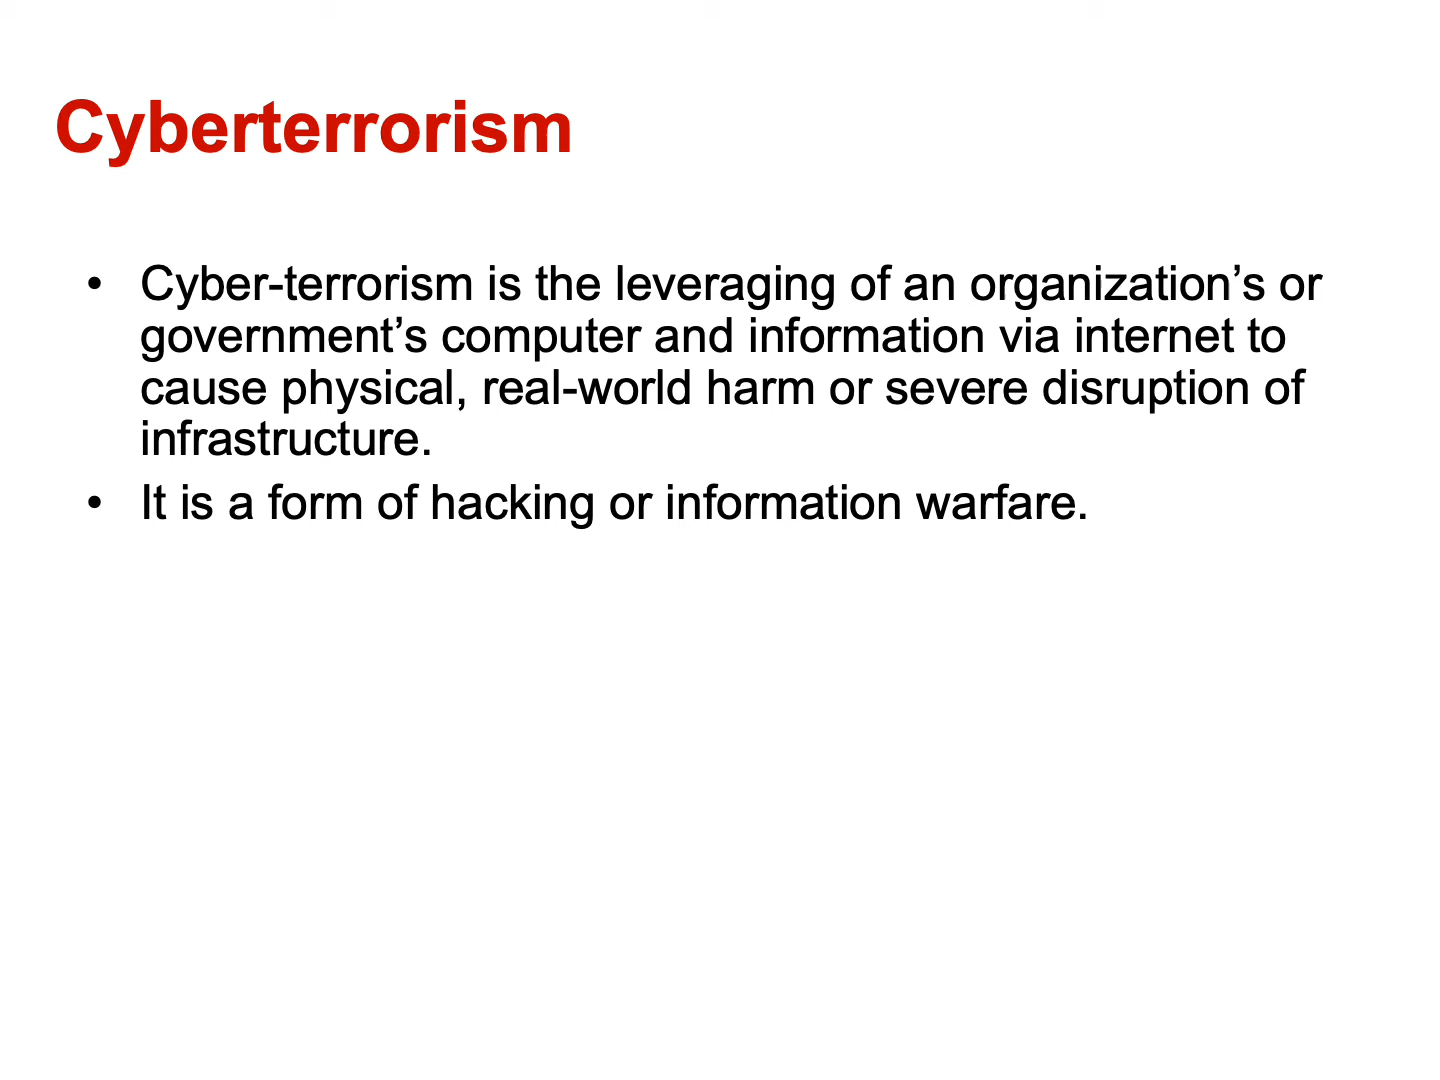 Cyberterrorism
• Cyber-terrorism is the leveraging of an organization’s or
government’s computer and information via internet to
cause physical, real-world harm or severe disruption of
infrastructure.
• It is a form of hacking or information warfare.